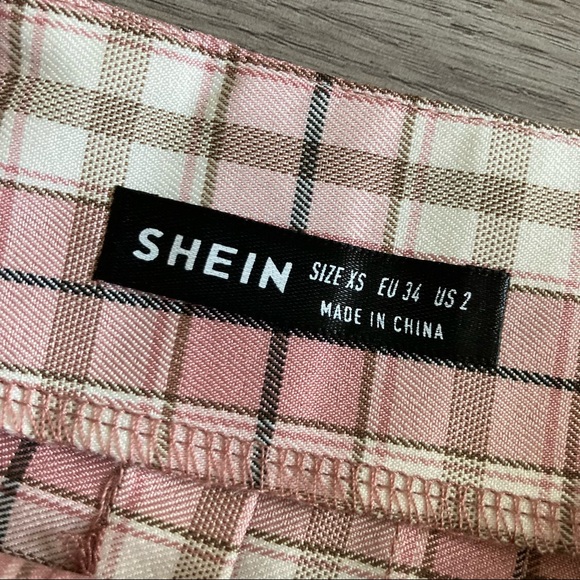 SHEIN SIZE XS EU 34 US 2
MADE IN CHINA